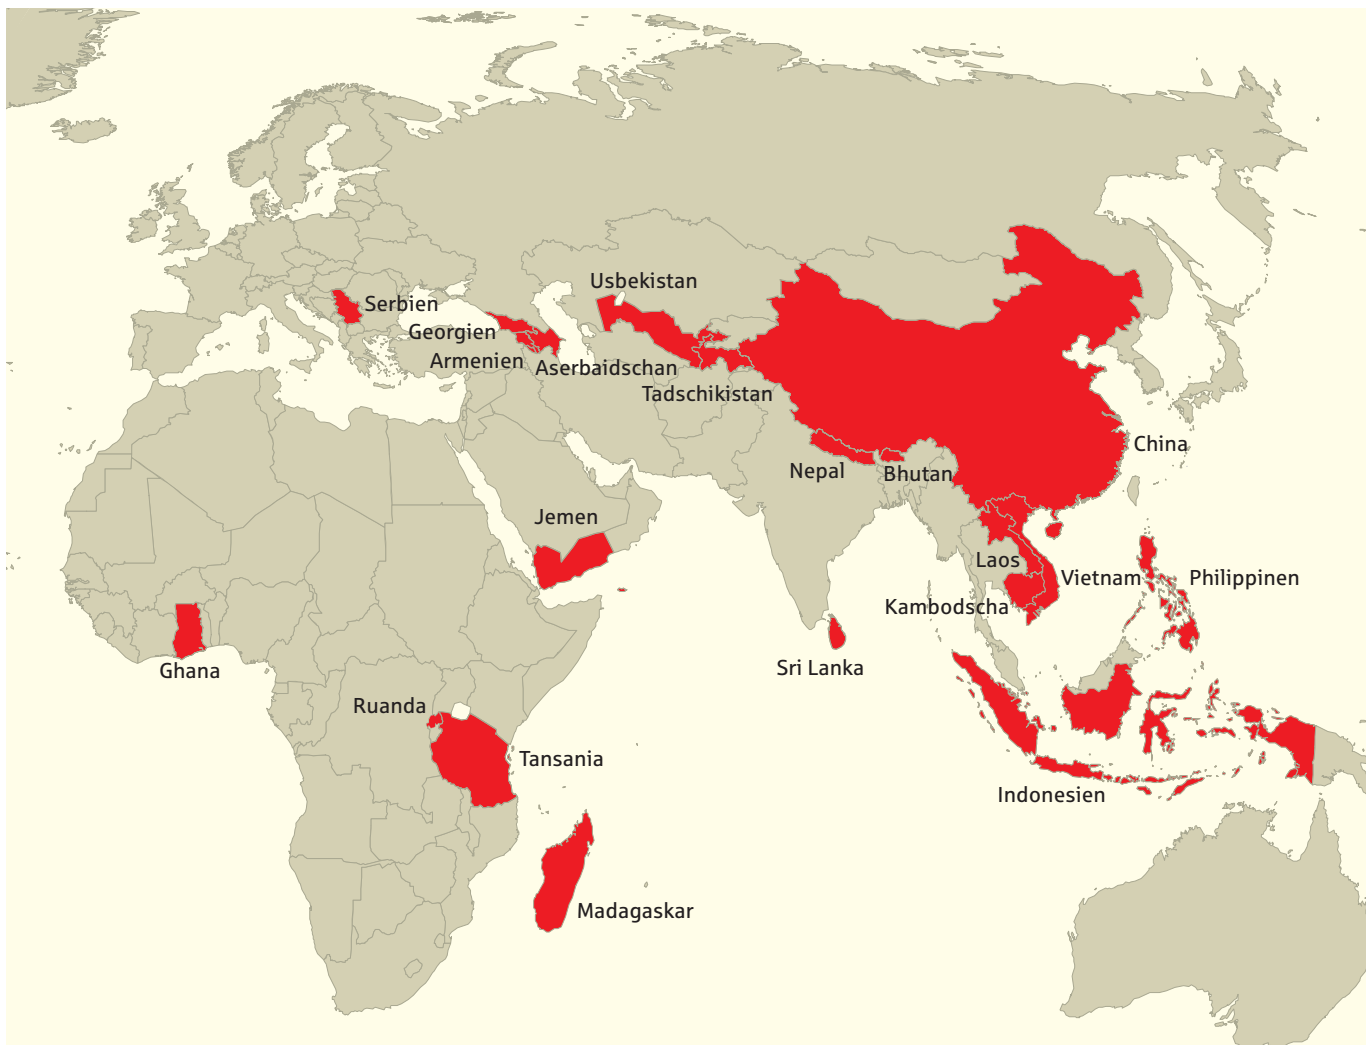 Usbekistan
Serbien
Georgien
Armenien
Aserbaidschan
Tadschikistan
China
Nepal
Bhutan
Jemen
Laos
Vietnam
Philippinen
Kambodscha
Ghana
Sri Lanka
Ruanda
Tansania
Indonesien
Madagaskar